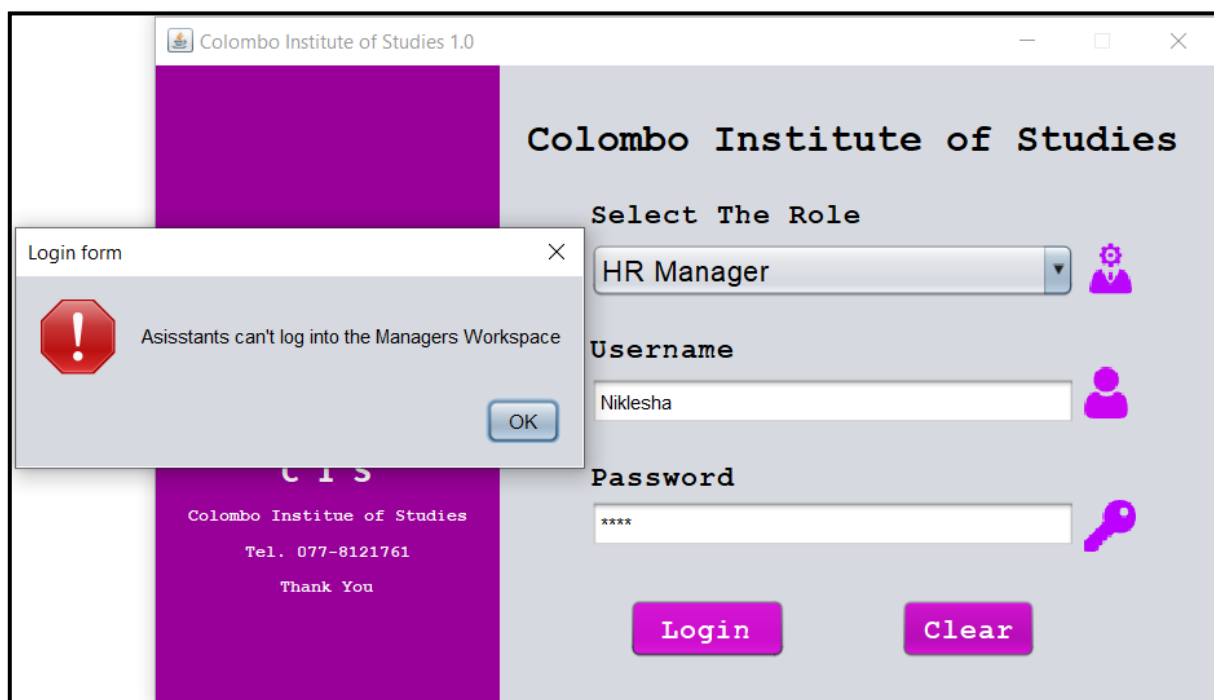 Colombo Institute of Studies 1.0
Colombo Institute of Studies
Select The Role
HR Manager
Login form
Asisstants can't log into the Managers Workspace
OK
Username
Niklesha
Password
****
C I S
Colombo Institue of Studies
Tel. 077-8121761
Thank You
Login
Clear